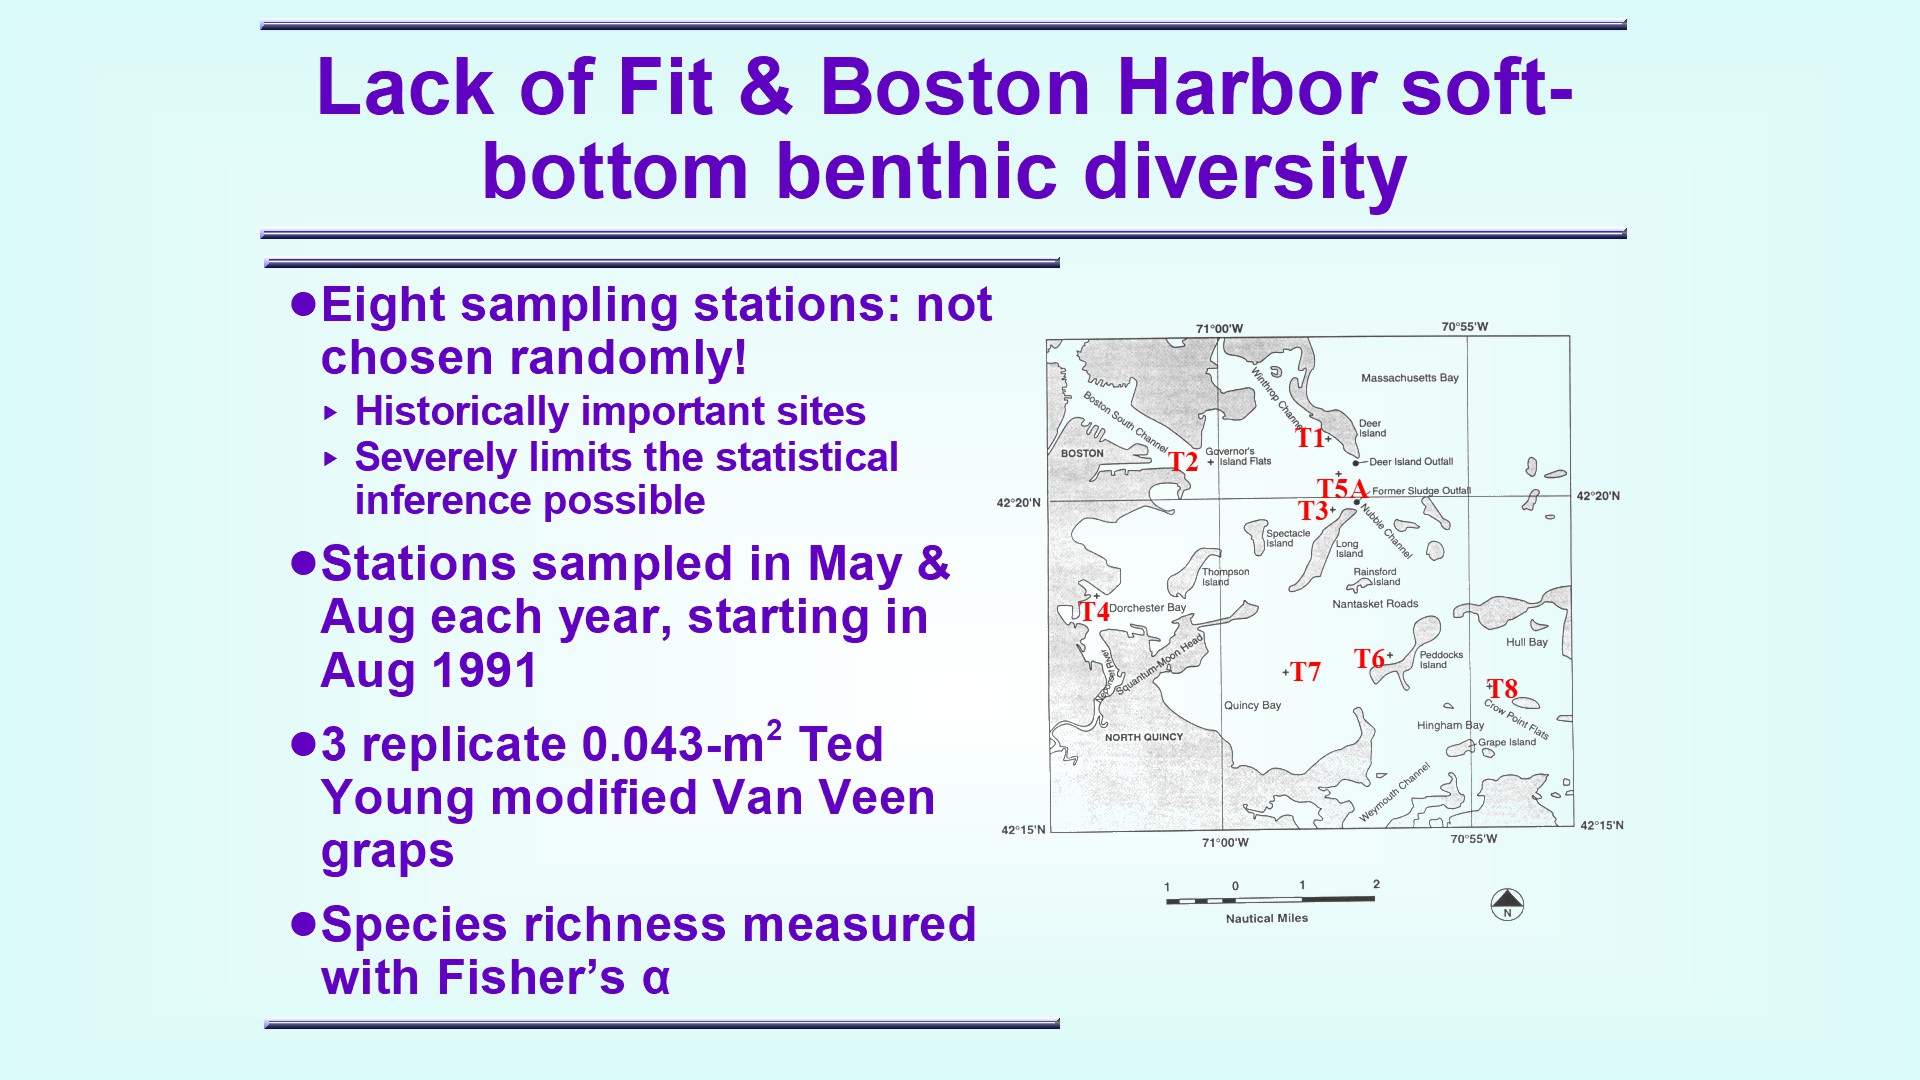 Lack of Fit & Boston Harbor soft-
bottom benthic diversity
●Eight sampling stations: not
chosen randomly!
▸ Historically important sites
▸ Severely limits the statistical
inference possible
●Stations sampled in May &
Aug each year, starting in
Aug 1991
●3 replicate 0.043-m² Ted
Young modified Van Veen
graps
●Species richness measured
with Fisher’s α
71°00'W
70°55'W
Massachusetts Bay
Winthrop Channel
Boston South Channel
Deer
Island
T1
BOSTON
T2
Governor's
Island Flats
Deer Island Outfall
T5A
Former Sludge Outfall
42°20'N
42°20'N
T3
Nubble Channel
Spectacle
Island
Long
Island
Thompson
Island
Rainsford
Island
Nantasket Roads
T4
Dorchester Bay
Hull Bay
Neponset River
Squantum-Moon Head
T7
T6
Peddocks
Island
T8
Quincy Bay
Crow Point Flats
Hingham Bay
NORTH QUINCY
Grape Island
Weymouth Channel
42°15'N
42°15'N
71°00'W
70°55'W
1 0 1 2
Nautical Miles
N